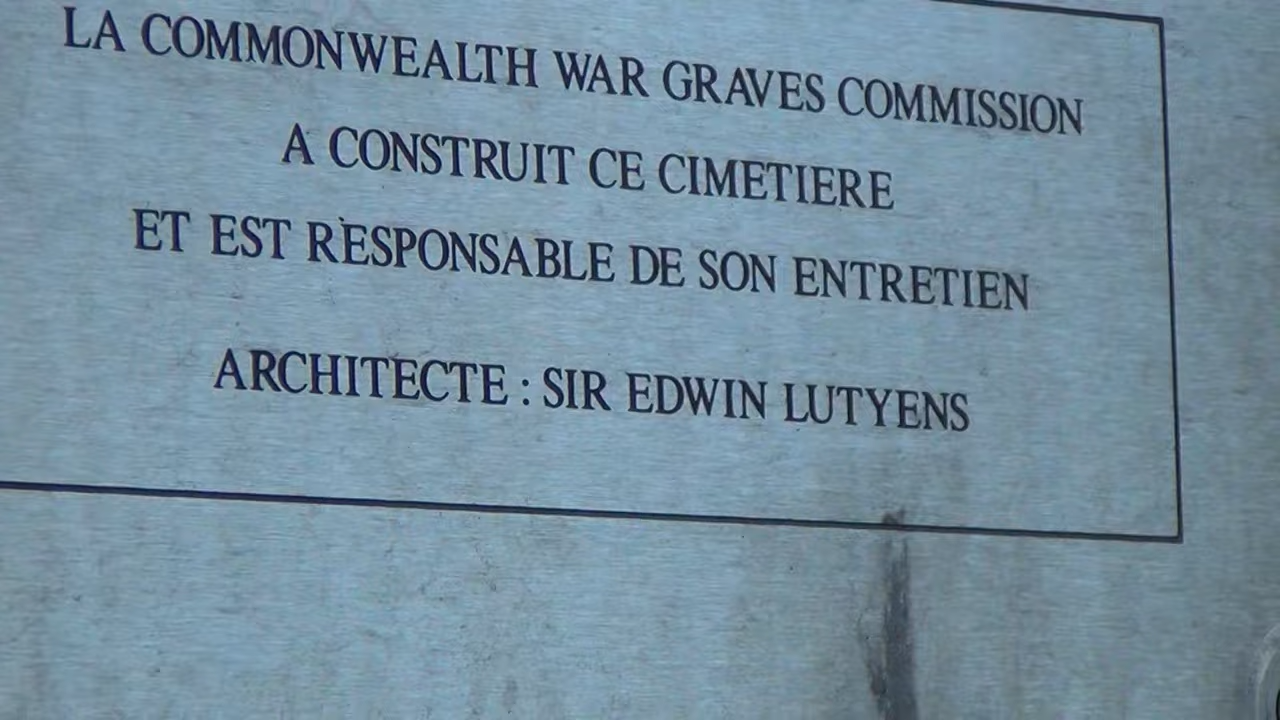 LA COMMONWEALTH WAR GRAVES COMMISSION
A CONSTRUIT CE CIMETIERE
ET EST RESPONSABLE DE SON ENTRETIEN
ARCHITECTE : SIR EDWIN LUTYENS